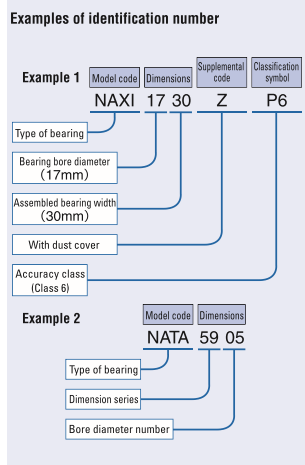 Examples of identification number
Example 1
Model code
Dimensions
Supplemental
code
Classification
symbol
NAXI 17 30 Z P6
Type of bearing
Bearing bore diameter
(17mm)
Assembled bearing width
(30mm)
With dust cover
Accuracy class
(Class 6)
Example 2
Model code
Dimensions
NATA 59 05
Type of bearing
Dimension series
Bore diameter number